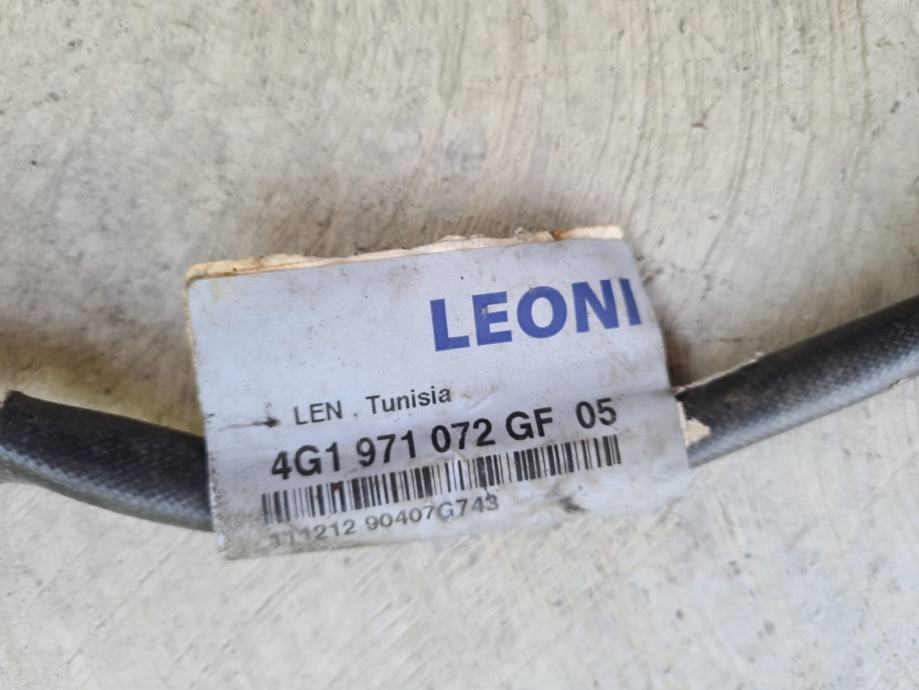 LEONI
LEN . Tunisia
4G1 971 072 GF 05
111212 90407G743